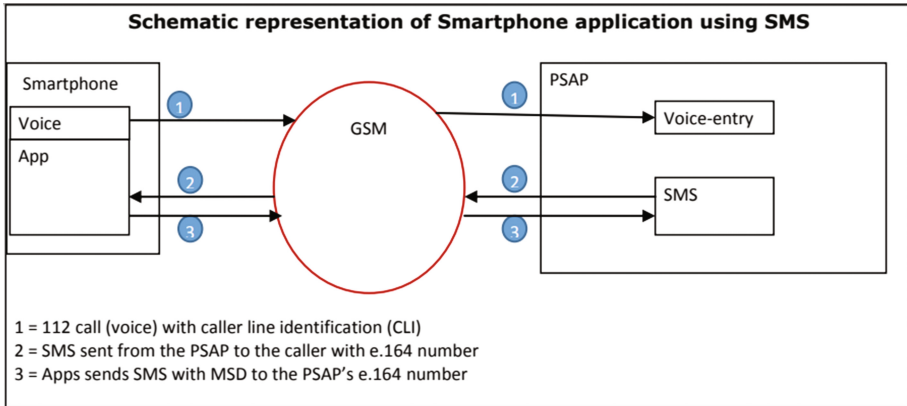 Schematic representation of Smartphone application using SMS
Smartphone
PSAP
1
1
Voice
GSM
Voice-entry
App
2
2
SMS
3
3
1 = 112 call (voice) with caller line identification (CLI)
2 = SMS sent from the PSAP to the caller with e.164 number
3 = Apps sends SMS with MSD to the PSAP's e.164 number